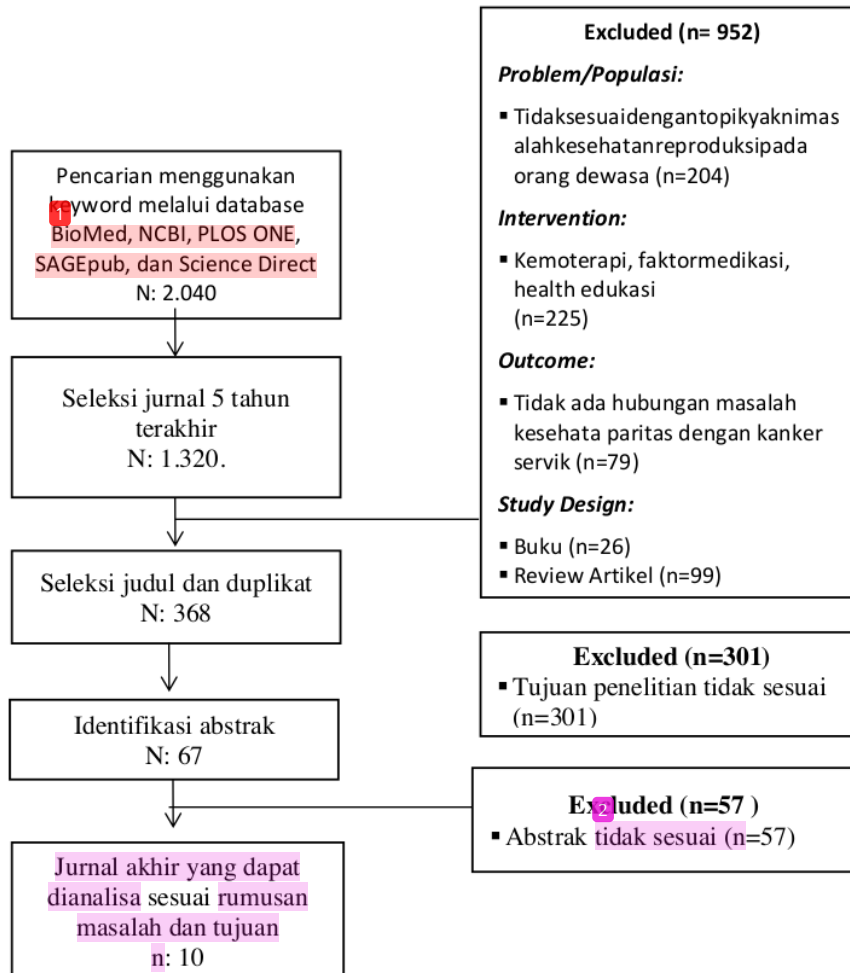 Pencarian menggunakan
keyword melalui database
1
BioMed, NCBI, PLOS ONE,
SAGEpub, dan Science Direct
N: 2.040
Seleksi jurnal 5 tahun
terakhir
N: 1.320.
Seleksi judul dan duplikat
N: 368
Identifikasi abstrak
N: 67
Jurnal akhir yang dapat
dianalisa sesuai rumusan
masalah dan tujuan
n: 10
Excluded (n= 952)
Problem/Populasi:
▪ Tidaksesuaidengantopikyaknimas
alahkesehatanreproduksipada
orang dewasa (n=204)
Intervention:
▪ Kemoterapi, faktormedikasi,
health edukasi
(n=225)
Outcome:
▪ Tidak ada hubungan masalah
kesehata paritas dengan kanker
servik (n=79)
Study Design:
▪ Buku (n=26)
▪ Review Artikel (n=99)
Excluded (n=301)
▪ Tujuan penelitian tidak sesuai
(n=301)
Excluded (n=57 )
2
▪ Abstrak tidak sesuai (n=57)